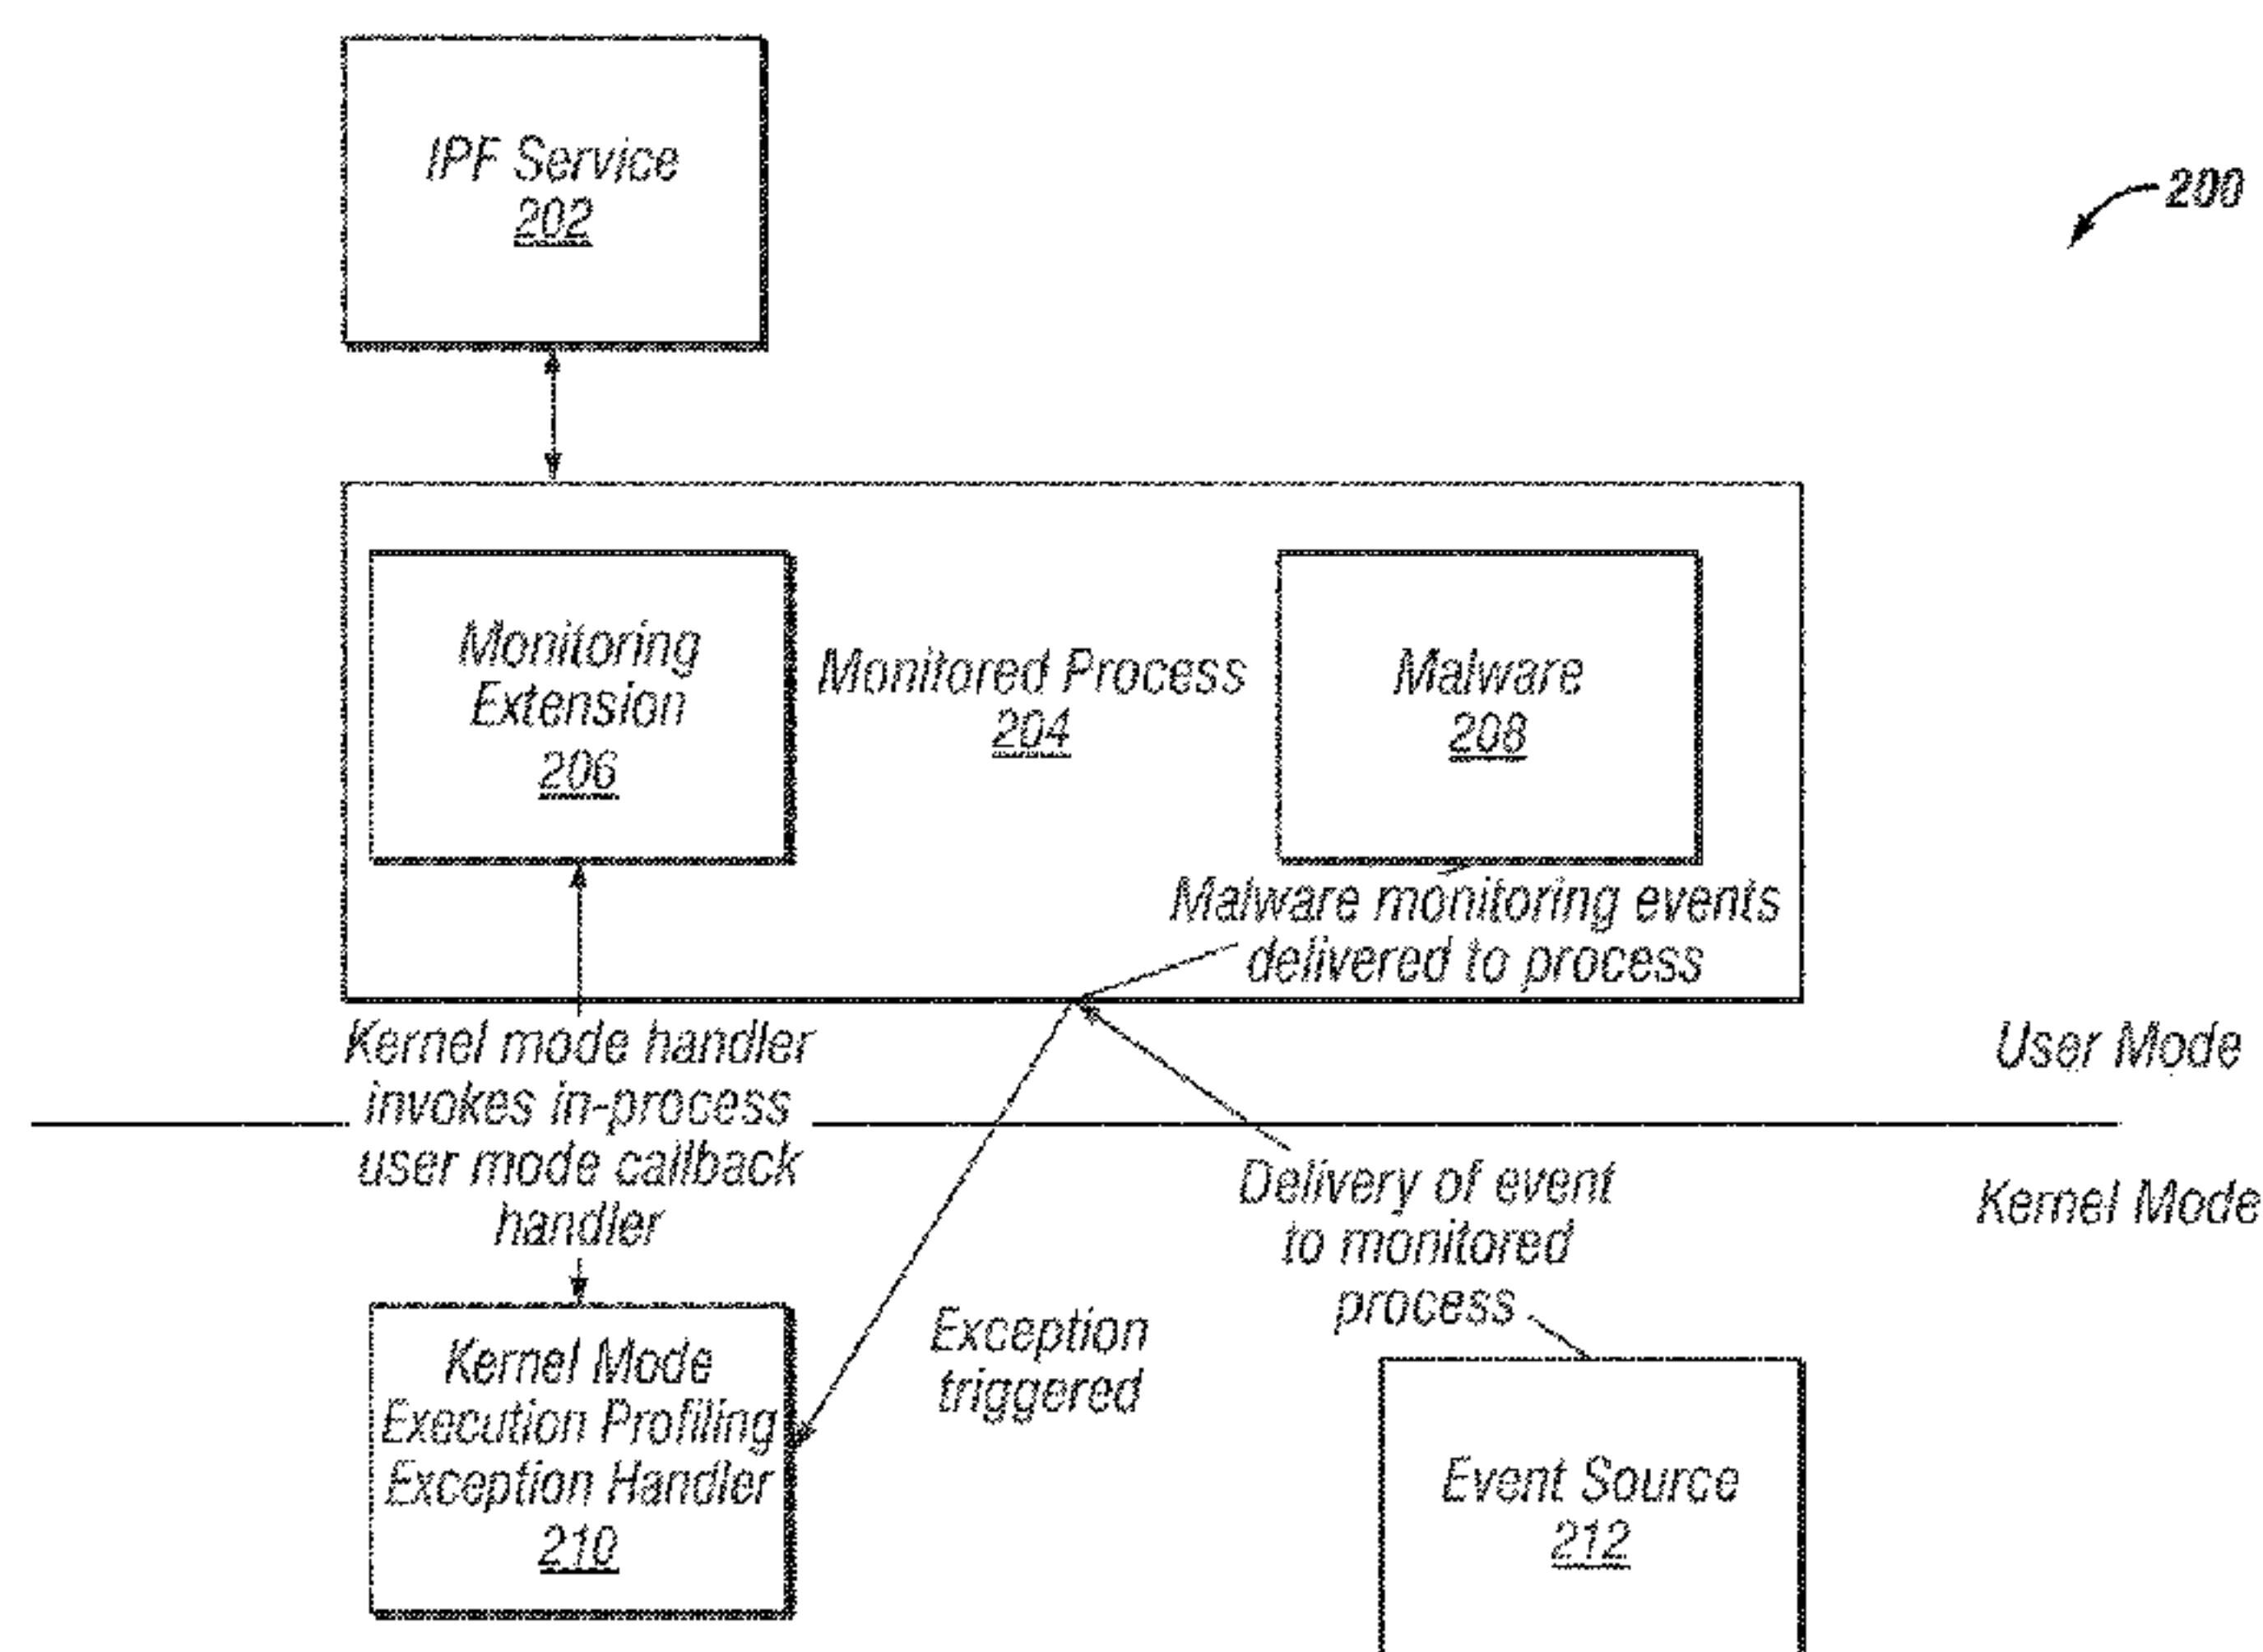 IPF Service
202
200
Monitoring
Extension
206
Monitored Process
204
Malware
208
Malware monitoring events
delivered to process
Kernel mode handler
invokes in-process
user mode callback
handler
User Mode
Kernel Mode
Delivery of event
to monitored
process
Exception
triggered
Kernel Mode
Execution Profiling
Exception Handler
210
Event Source
212